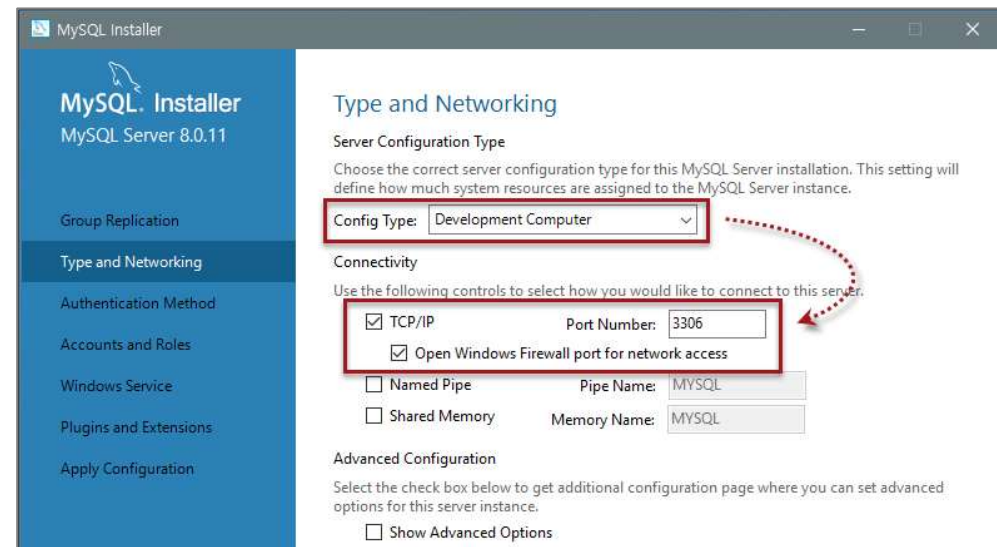 MySQL Installer
MySQL. Installer
MySQL Server 8.0.11
Group Replication
Type and Networking
Authentication Method
Accounts and Roles
Windows Service
Plugins and Extensions
Apply Configuration
Type and Networking
Server Configuration Type
Choose the correct server configuration type for this MySQL Server installation. This setting will
define how much system resources are assigned to the MySQL Server instance.
Config Type: Development Computer
Connectivity
Use the following controls to select how you would like to connect to this server.
TCP/IP Port Number: 3306
Open Windows Firewall port for network access
Named Pipe Pipe Name: MYSQL
Shared Memory Memory Name: MYSQL
Advanced Configuration
Select the check box below to get additional configuration page where you can set advanced
options for this server instance.
Show Advanced Options